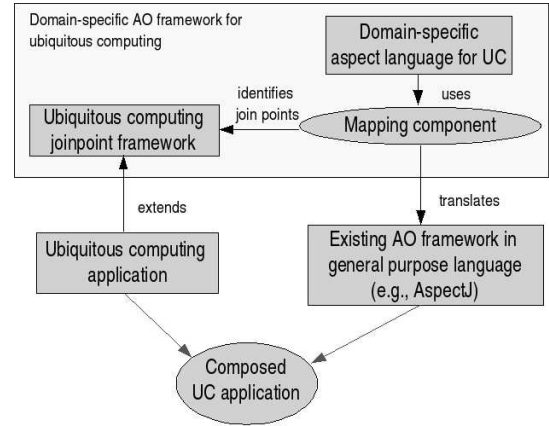 Domain-specific AO framework for
ubiquitous computing
Domain-specific
aspect language for UC
identifies
join points
uses
Ubiquitous computing
joinpoint framework
Mapping component
extends
translates
Ubiquitous computing
application
Existing AO framework in
general purpose language
(e.g., AspectJ)
Composed
UC application